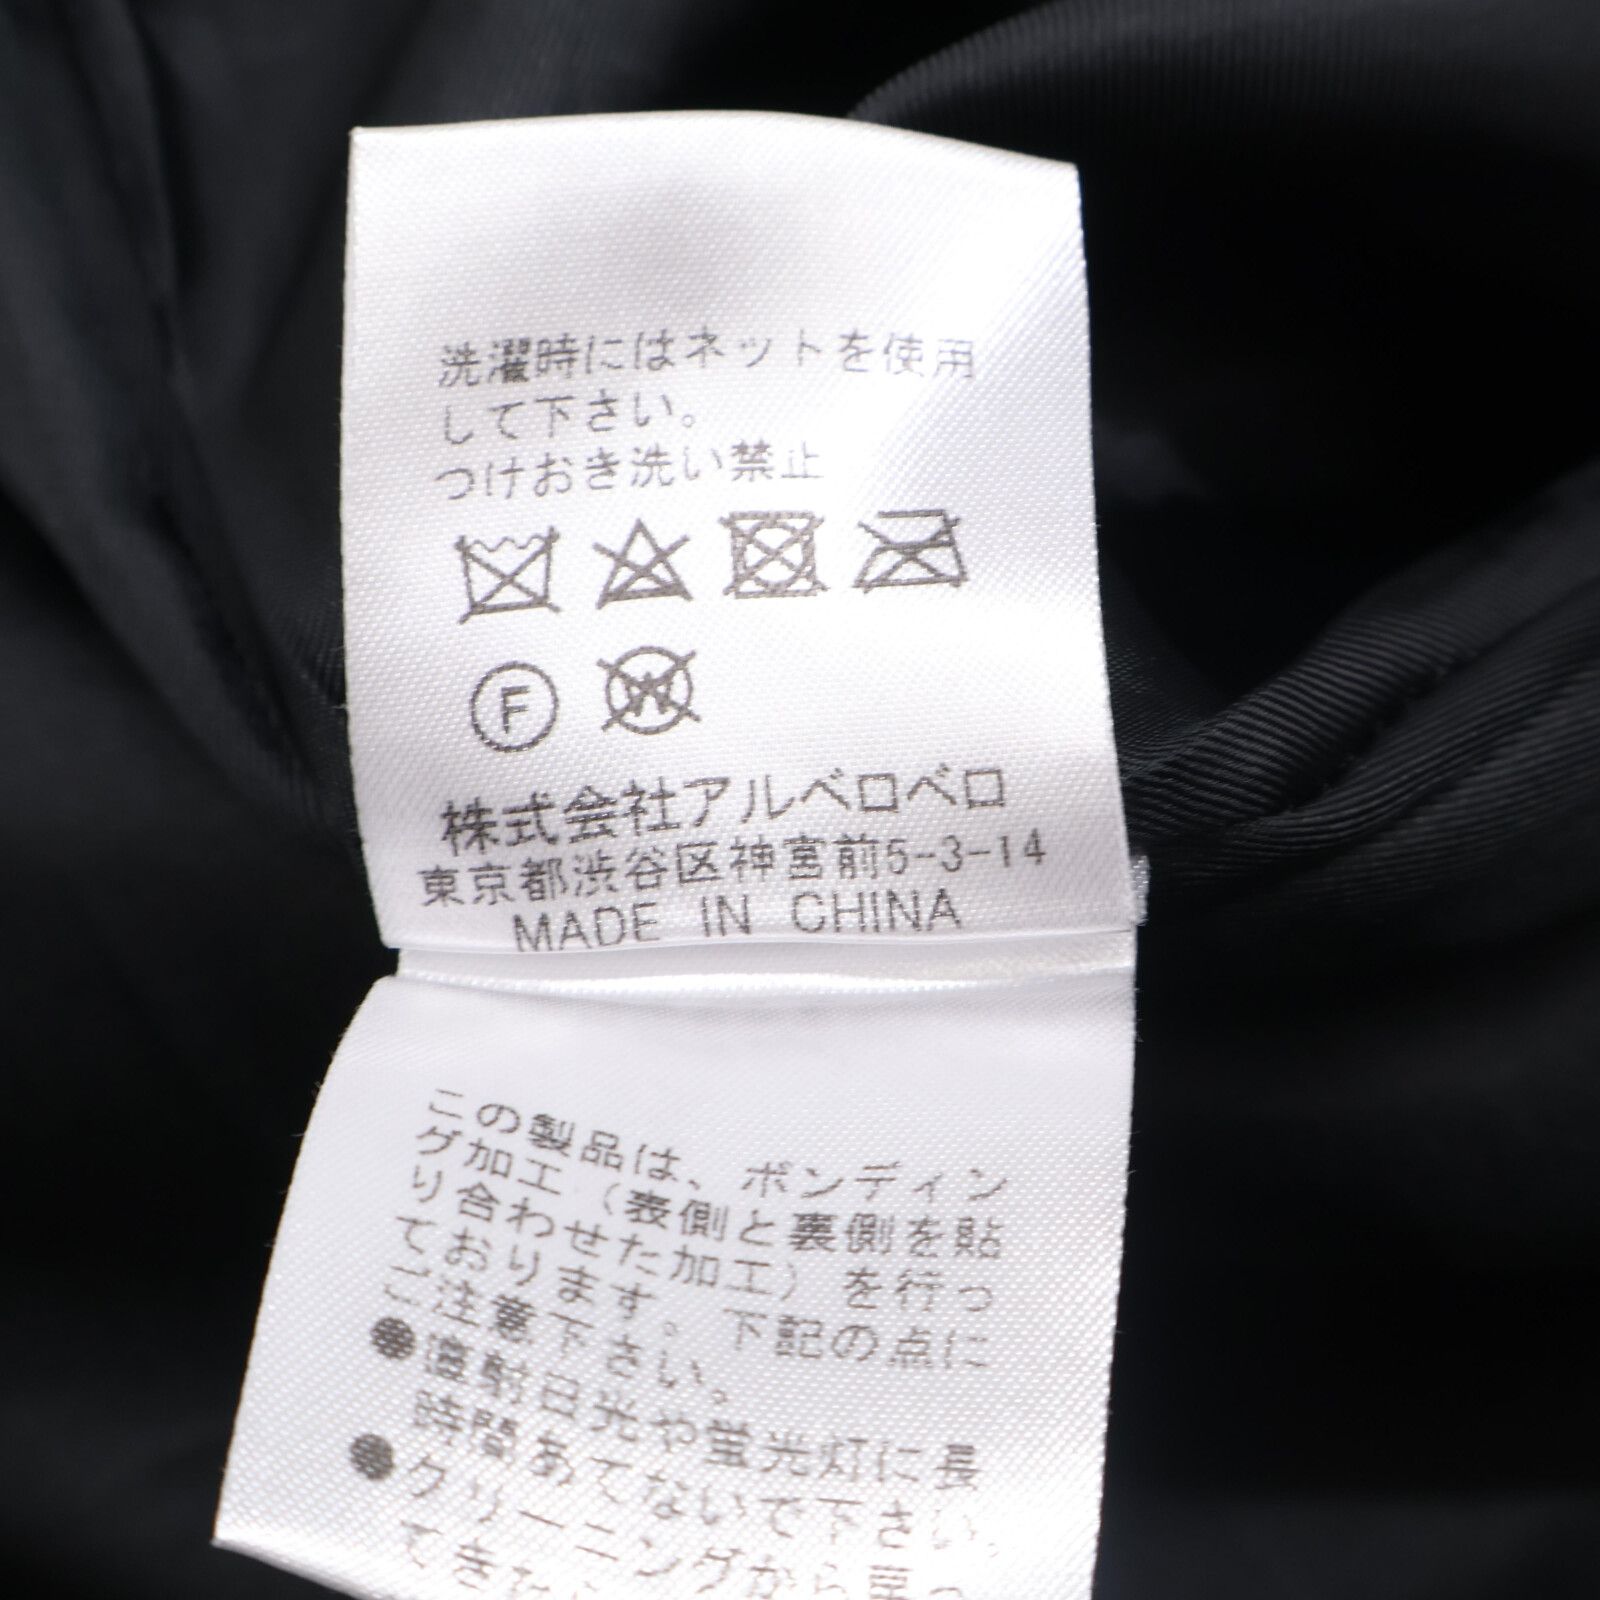 洗濯時にはネットを使用
して下さい。
つけおき洗い禁止
F W
株式会社アルベロベロ
東京都渋谷区神宮前5-3-14
MADE IN CHINA
この製品は、ボンディン
グ加工（表側と裏側を貼
り合わせた加工）を行っ
ております。下記の点に
ご注意下さい。
●直射日光や蛍光灯に長
時間あてないで下さい。
●クリーニングから戻っ
てきた